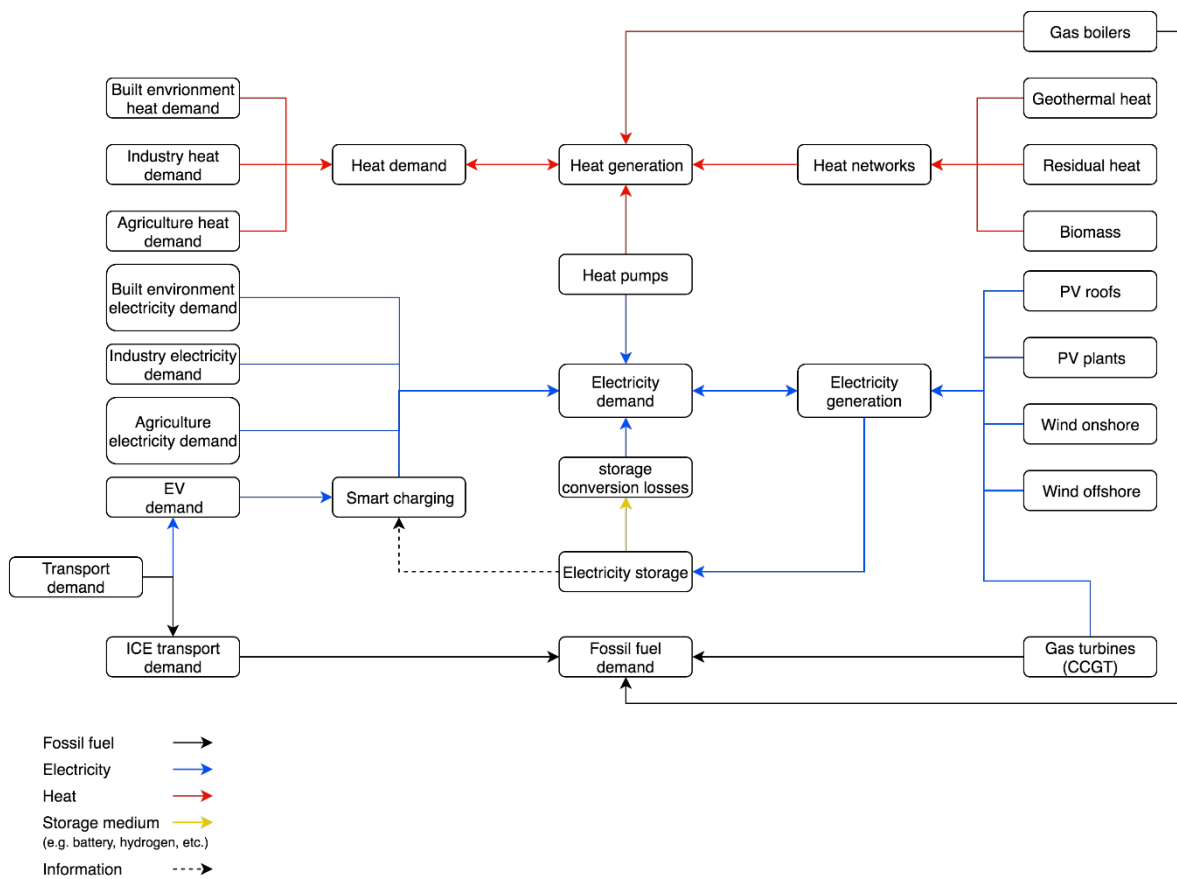 Gas boilers
Built envrionment
heat demand
Geothermal heat
Industry heat
demand
Heat demand
Heat generation
Heat networks
Residual heat
Agriculture heat
demand
Biomass
Heat pumps
Built environment
electricity demand
PV roofs
Industry electricity
demand
PV plants
Electricity
demand
Electricity
generation
Agriculture
electricity demand
Wind onshore
EV
demand
Smart charging
storage
conversion losses
Wind offshore
Transport
demand
Electricity storage
ICE transport
demand
Fossil fuel
demand
Gas turbines
(CCGT)
Fossil fuel
Electricity
Heat
Storage medium
(e.g. battery, hydrogen, etc.)
Information